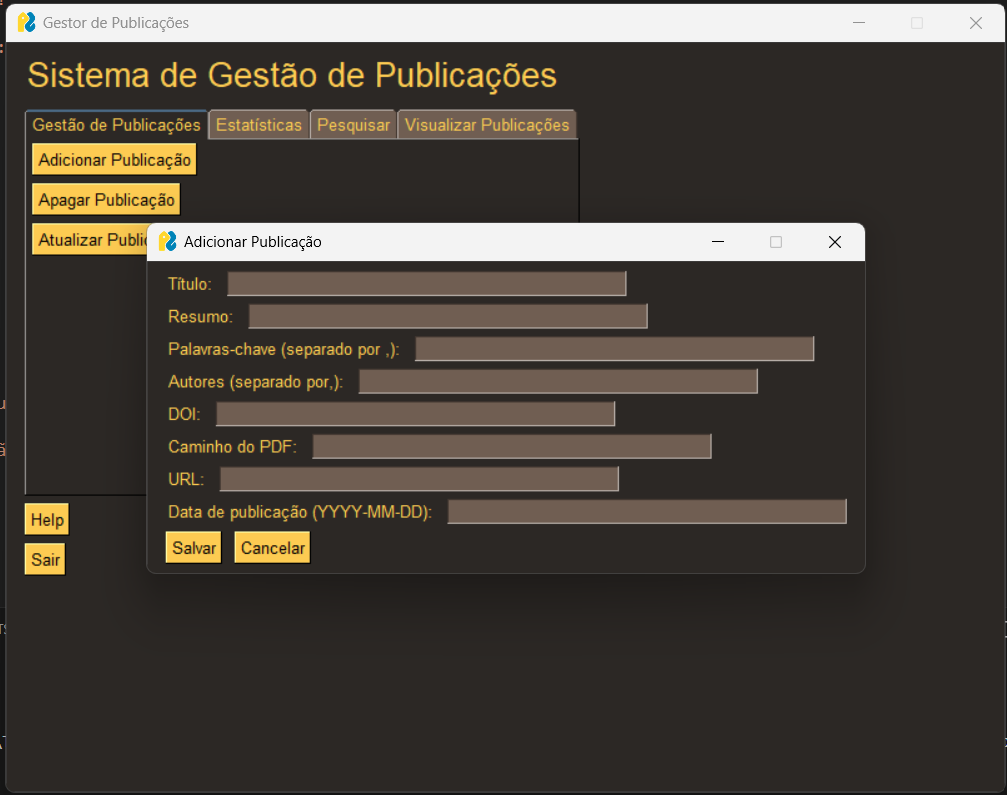 Gestor de Publicações
Sistema de Gestão de Publicações
Gestão de Publicações Estatísticas Pesquisar Visualizar Publicações
Adicionar Publicação
Apagar Publicação
Atualizar
Adicionar Publicação
Título:
Resumo:
Palavras-chave (separado por ,):
Autores (separado por,):
DOI:
Caminho do PDF:
URL:
Data de publicação (YYYY-MM-DD):
Salvar Cancelar
Help
Sair